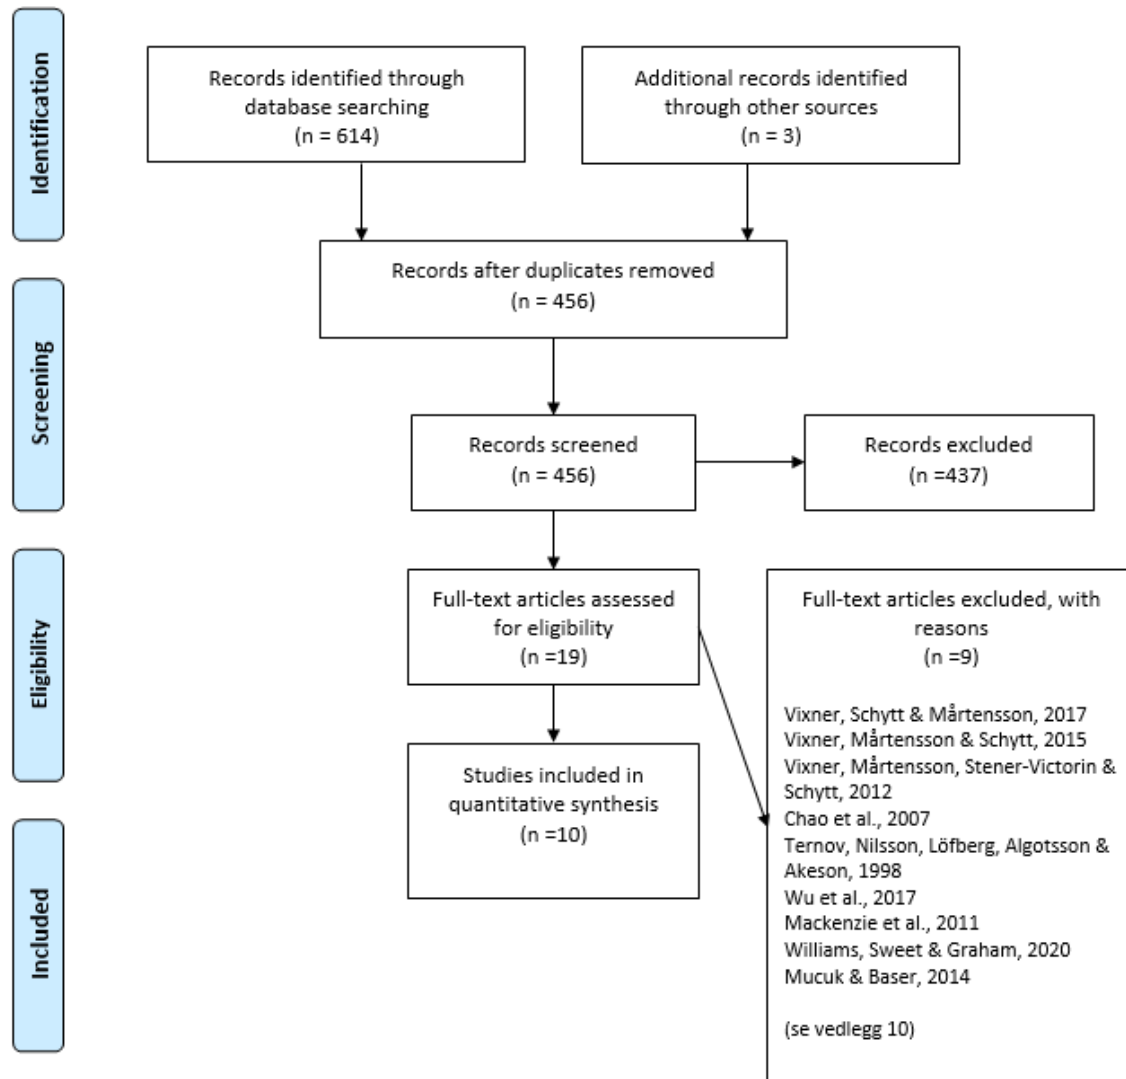 Identification
Records identified through
database searching
(n = 614)
Additional records identified
through other sources
(n = 3)
Records after duplicates removed
(n = 456)
Screening
Records screened
(n = 456)
Records excluded
(n =437)
Eligibility
Full-text articles assessed
for eligibility
(n =19)
Full-text articles excluded, with
reasons
(n =9)
Vixner, Schytt & Mårtensson, 2017
Vixner, Mårtensson & Schytt, 2015
Vixner, Mårtensson, Stener-Victorin &
Schytt, 2012
Chao et al., 2007
Ternov, Nilsson, Löfberg, Algotsson &
Akeson, 1998
Wu et al., 2017
Mackenzie et al., 2011
Williams, Sweet & Graham, 2020
Mucuk & Baser, 2014
(se vedlegg 10)
Included
Studies included in
quantitative synthesis
(n =10)